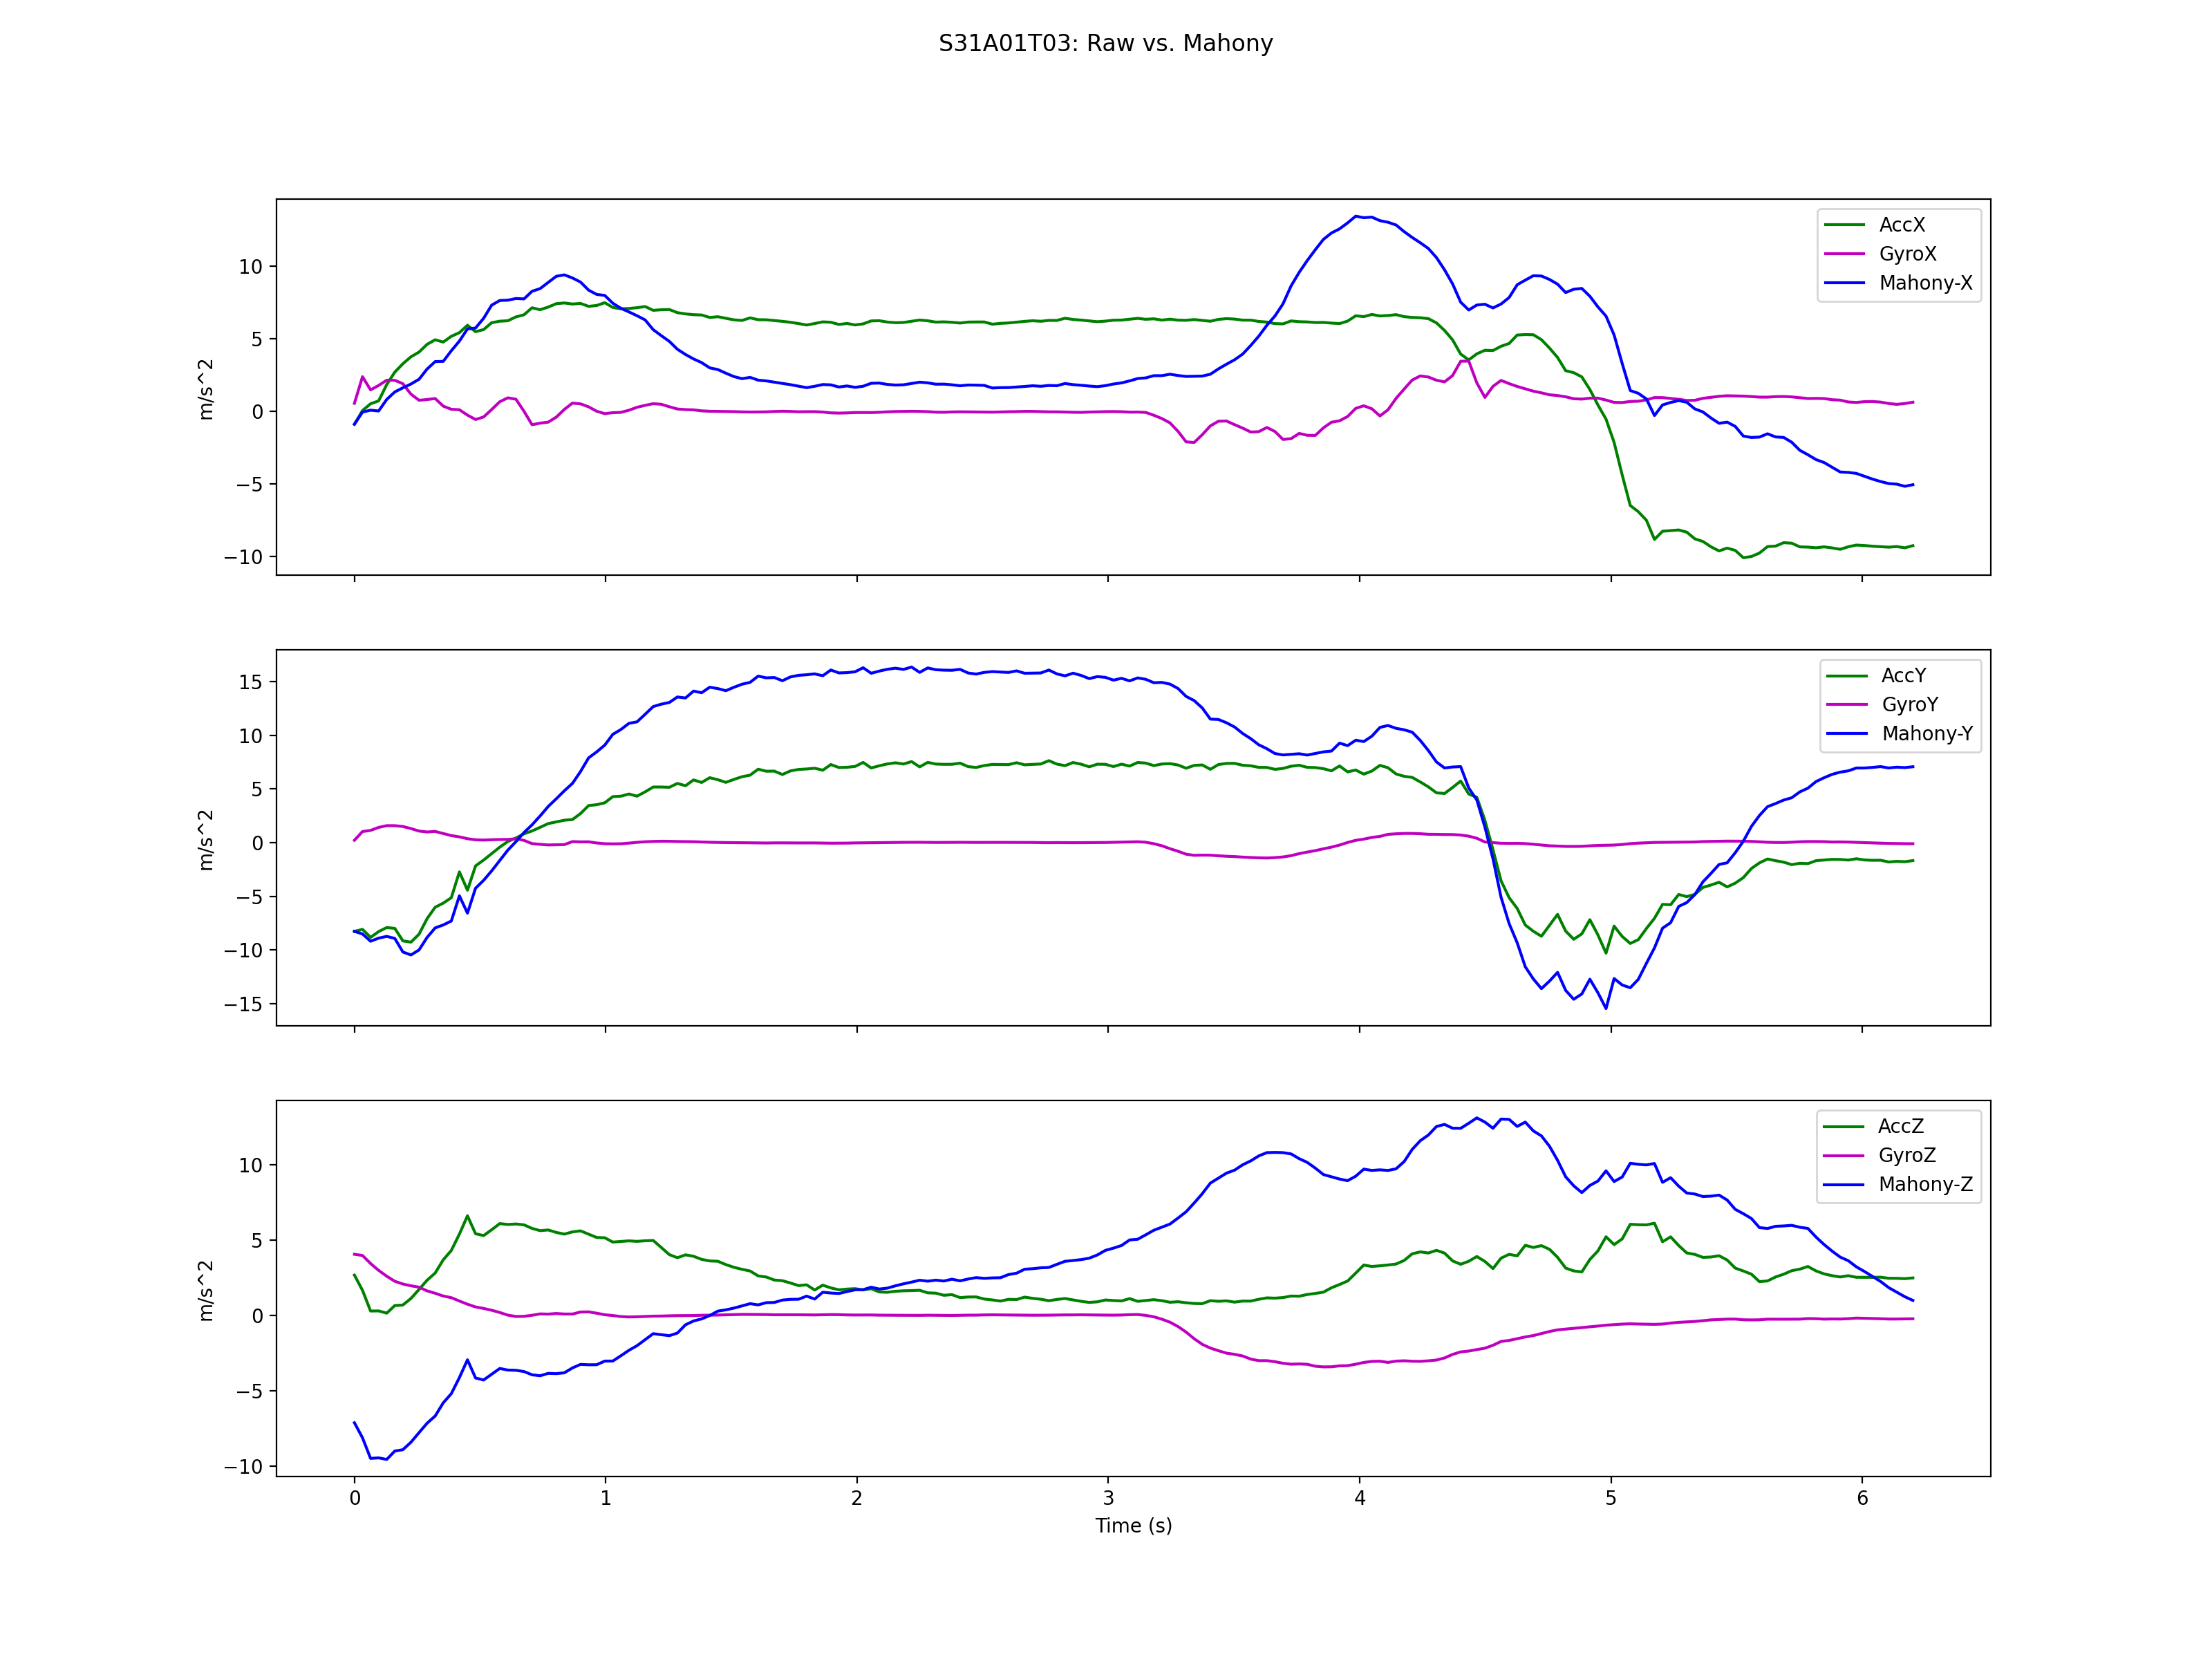 S31A01T03: Raw vs. Mahony
AccX
GyroX
Mahony-X
10
5
0
−5
−10
m/s^2
AccY
GyroY
Mahony-Y
15
10
5
0
−5
−10
−15
m/s^2
AccZ
GyroZ
Mahony-Z
10
5
0
−5
−10
m/s^2
0 1 2 3 4 5 6
Time (s)